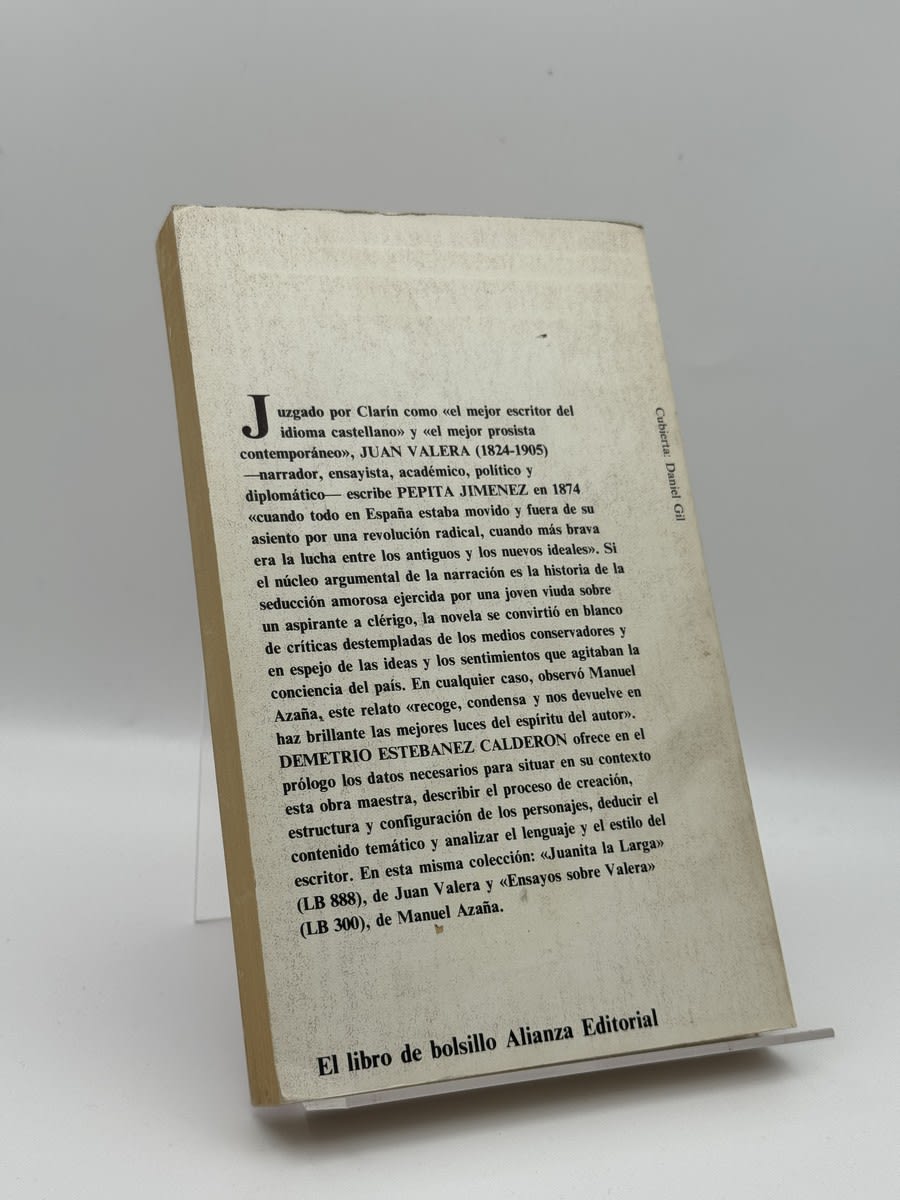 Juzgado por Clarín como «el mejor escritor del
idioma castellano» y «el mejor prosista
contemporáneo», JUAN VALERA (1824-1905)
—narrador, ensayista, académico, político y
diplomático— escribe PEPITA JIMENEZ en 1874
«cuando todo en España estaba movido y fuera de su
asiento por una revolución radical, cuando más brava
era la lucha entre los antiguos y los nuevos ideales». Si
el núcleo argumental de la narración es la historia de la
seducción amorosa ejercida por una joven viuda sobre
un aspirante a clérigo, la novela se convirtió en blanco
de críticas destempladas de los medios conservadores y
en espejo de las ideas y los sentimientos que agitaban la
conciencia del país. En cualquier caso, observó Manuel
Azaña, este relato «recoge, condensa y nos devuelve en
haz brillante las mejores luces del espíritu del autor».
DEMETRIO ESTEBANEZ CALDERON ofrece en el
prólogo los datos necesarios para situar en su contexto
esta obra maestra, describir el proceso de creación,
estructura y configuración de los personajes, deducir el
contenido temático y analizar el lenguaje y el estilo del
escritor. En esta misma colección: «Juanita la Larga»
(LB 888), de Juan Valera y «Ensayos sobre Valera»
(LB 300), de Manuel Azaña.
El libro de bolsillo Alianza Editorial
Cubierta: Daniel Gil